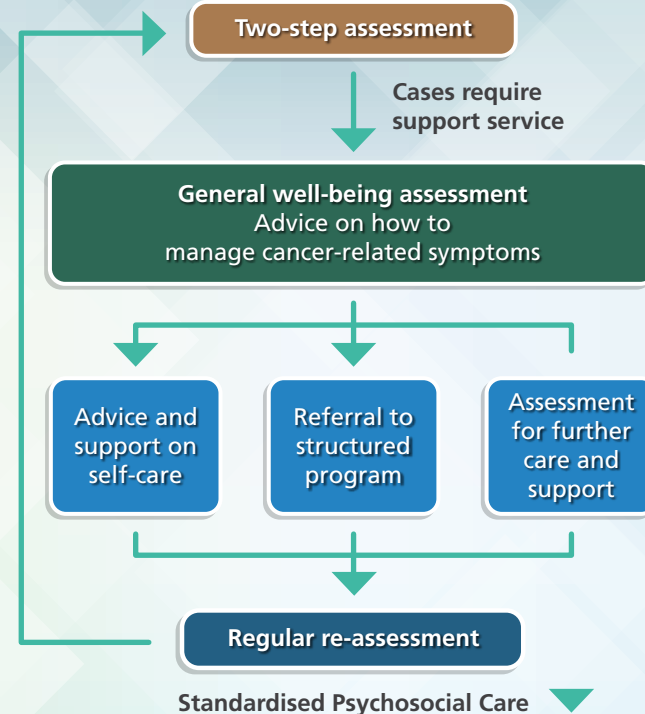 Two-step assessment
Cases require
support service
General well-being assessment
Advice on how to
manage cancer-related symptoms
Advice and
support on
self-care
Referral to
structured
program
Assessment
for further
care and
support
Regular re-assessment
Standardised Psychosocial Care